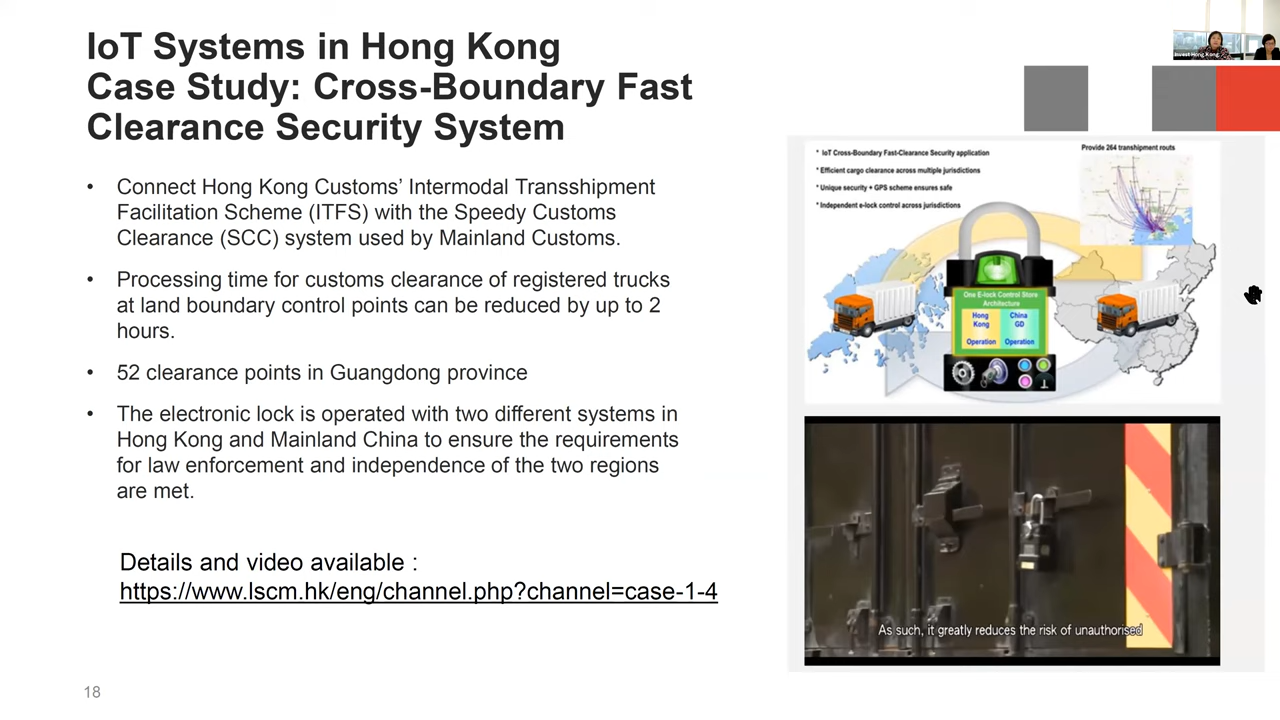 IoT Systems in Hong Kong
Case Study: Cross-Boundary Fast
Clearance Security System
• Connect Hong Kong Customs’ Intermodal Transshipment
Facilitation Scheme (ITFS) with the Speedy Customs
Clearance (SCC) system used by Mainland Customs.
• Processing time for customs clearance of registered trucks
at land boundary control points can be reduced by up to 2
hours.
• 52 clearance points in Guangdong province
• The electronic lock is operated with two different systems in
Hong Kong and Mainland China to ensure the requirements
for law enforcement and independence of the two regions
are met.
Details and video available :
https://www.lscm.hk/eng/channel.php?channel=case-1-4
18
Invest Hong Kong
* IoT Cross-Boundary Fast-Clearance Security application
* Efficient cargo clearance across multiple jurisdictions
* Unique security + GPS scheme ensures safe
* Independent e-lock control across jurisdictions
Provide 264 transhipment routs
One E-lock Control Store
Architecture
Hong
Kong
Operation
China
GD
Operation
As such, it greatly reduces the risk of unauthorised